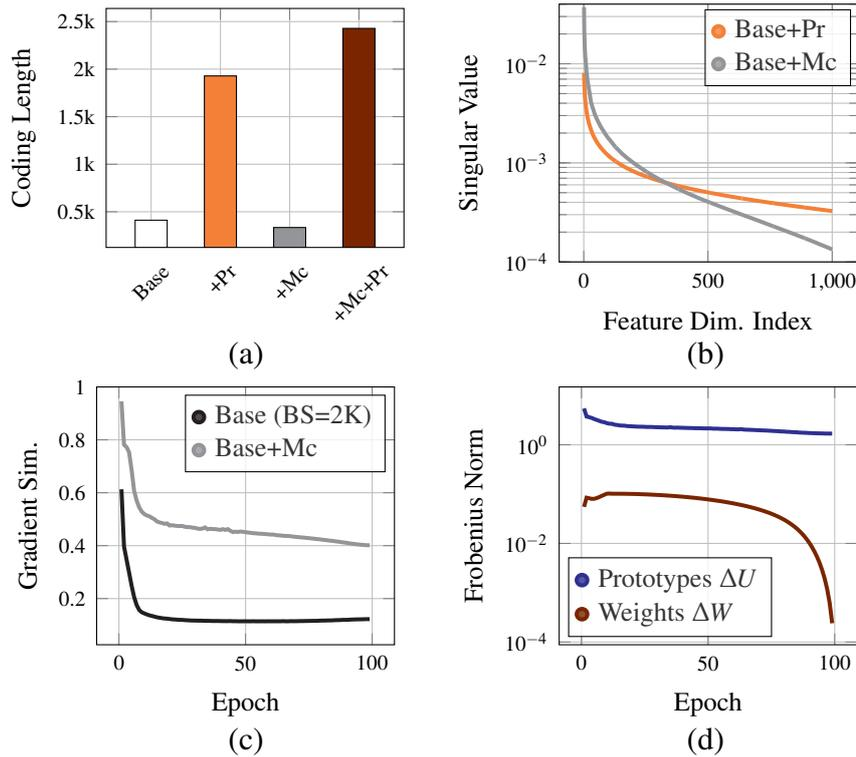 Coding Length
2.5k
2k
1.5k
1k
0.5k
Base
+Pr
+Mc
+Mc+Pr
(a)
Singular Value
10⁻²
10⁻³
10⁻⁴
Base+Pr
Base+Mc
0 500 1,000
Feature Dim. Index
(b)
Gradient Sim.
1
0.8
0.6
0.4
0.2
Base (BS=2K)
Base+Mc
0 50 100
Epoch
(c)
Frobenius Norm
10⁰
10⁻²
10⁻⁴
Prototypes ΔU
Weights ΔW
0 50 100
Epoch
(d)